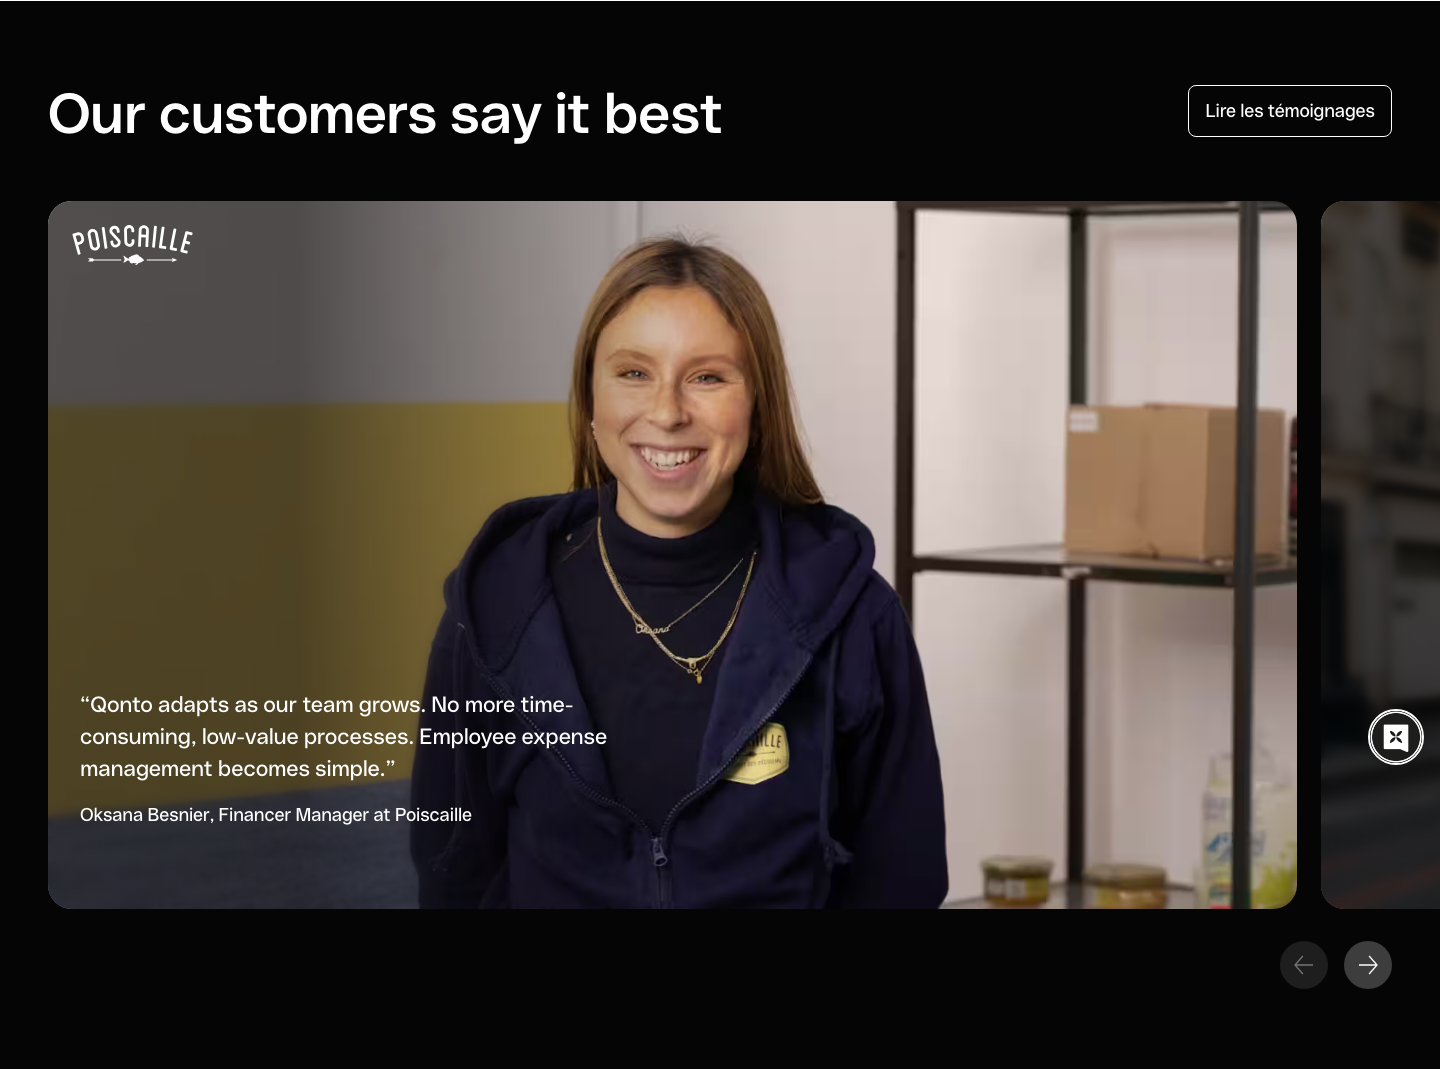 Our customers say it best
Lire les témoignages
POISCAILLE
“Qonto adapts as our team grows. No more time-
consuming, low-value processes. Employee expense
management becomes simple.”
Oksana Besnier, Financer Manager at Poiscaille
Oksana